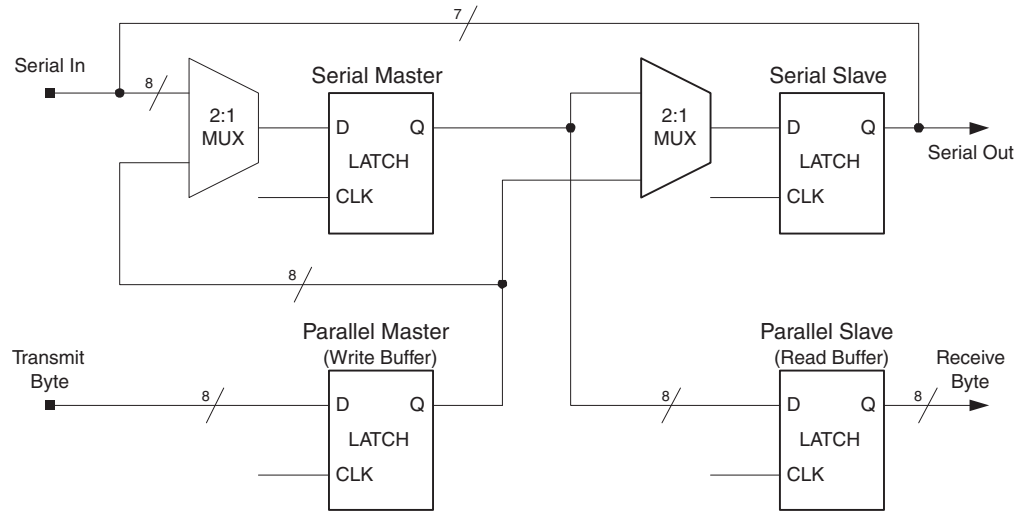 7
Serial In
8
2:1
MUX
Serial Master
D
Q
LATCH
CLK
2:1
MUX
Serial Slave
D
Q
LATCH
CLK
Serial Out
8
Transmit
Byte
8
Parallel Master
(Write Buffer)
D
Q
LATCH
CLK
8
Parallel Slave
(Read Buffer)
D
Q
LATCH
CLK
8
Receive
Byte